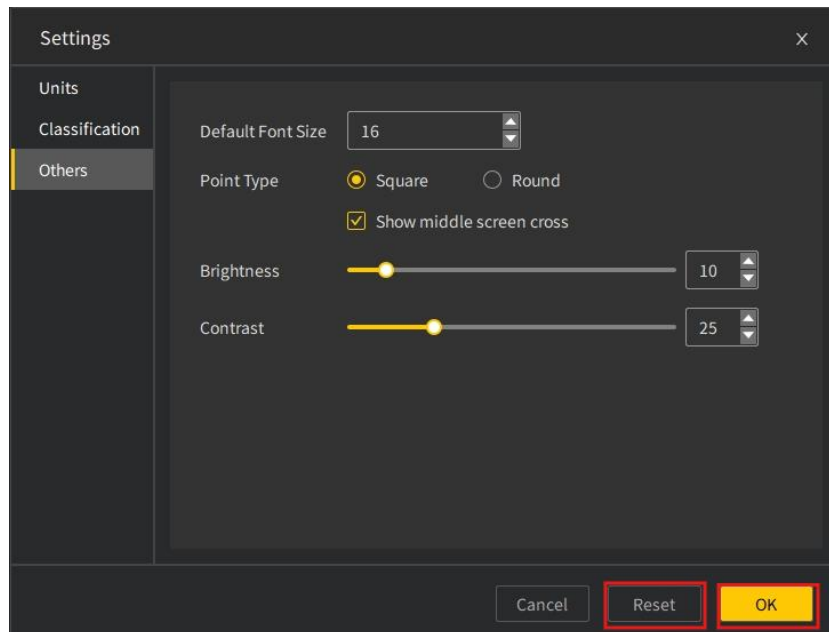 Settings
X
Units
Classification
Others
Default Font Size 16
Point Type Square Round
Show middle screen cross
Brightness 10
Contrast 25
Cancel Reset OK